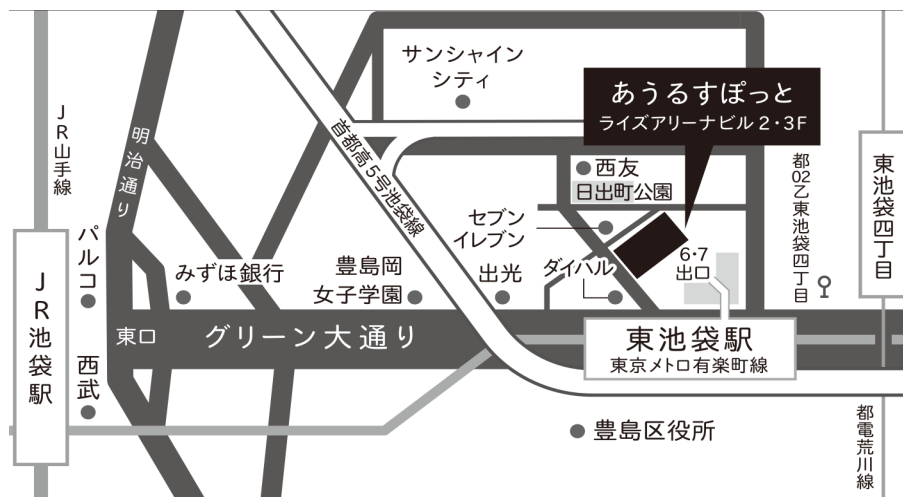 サンシャイン
シティ
あうるすぽっと
ライズアリーナビル2・3F
JR山手線
明治通り
首都高5号池袋線
西友
日出町公園
都02乙東池袋四丁目
東池袋四丁目
セブン
イレブン
パルコ
JR池袋駅
みずほ銀行
豊島岡
女子学園
出光
ダイハル
6・7
出口
東口
グリーン大通り
東池袋駅
東京メトロ有楽町線
西武
豊島区役所
都電荒川線